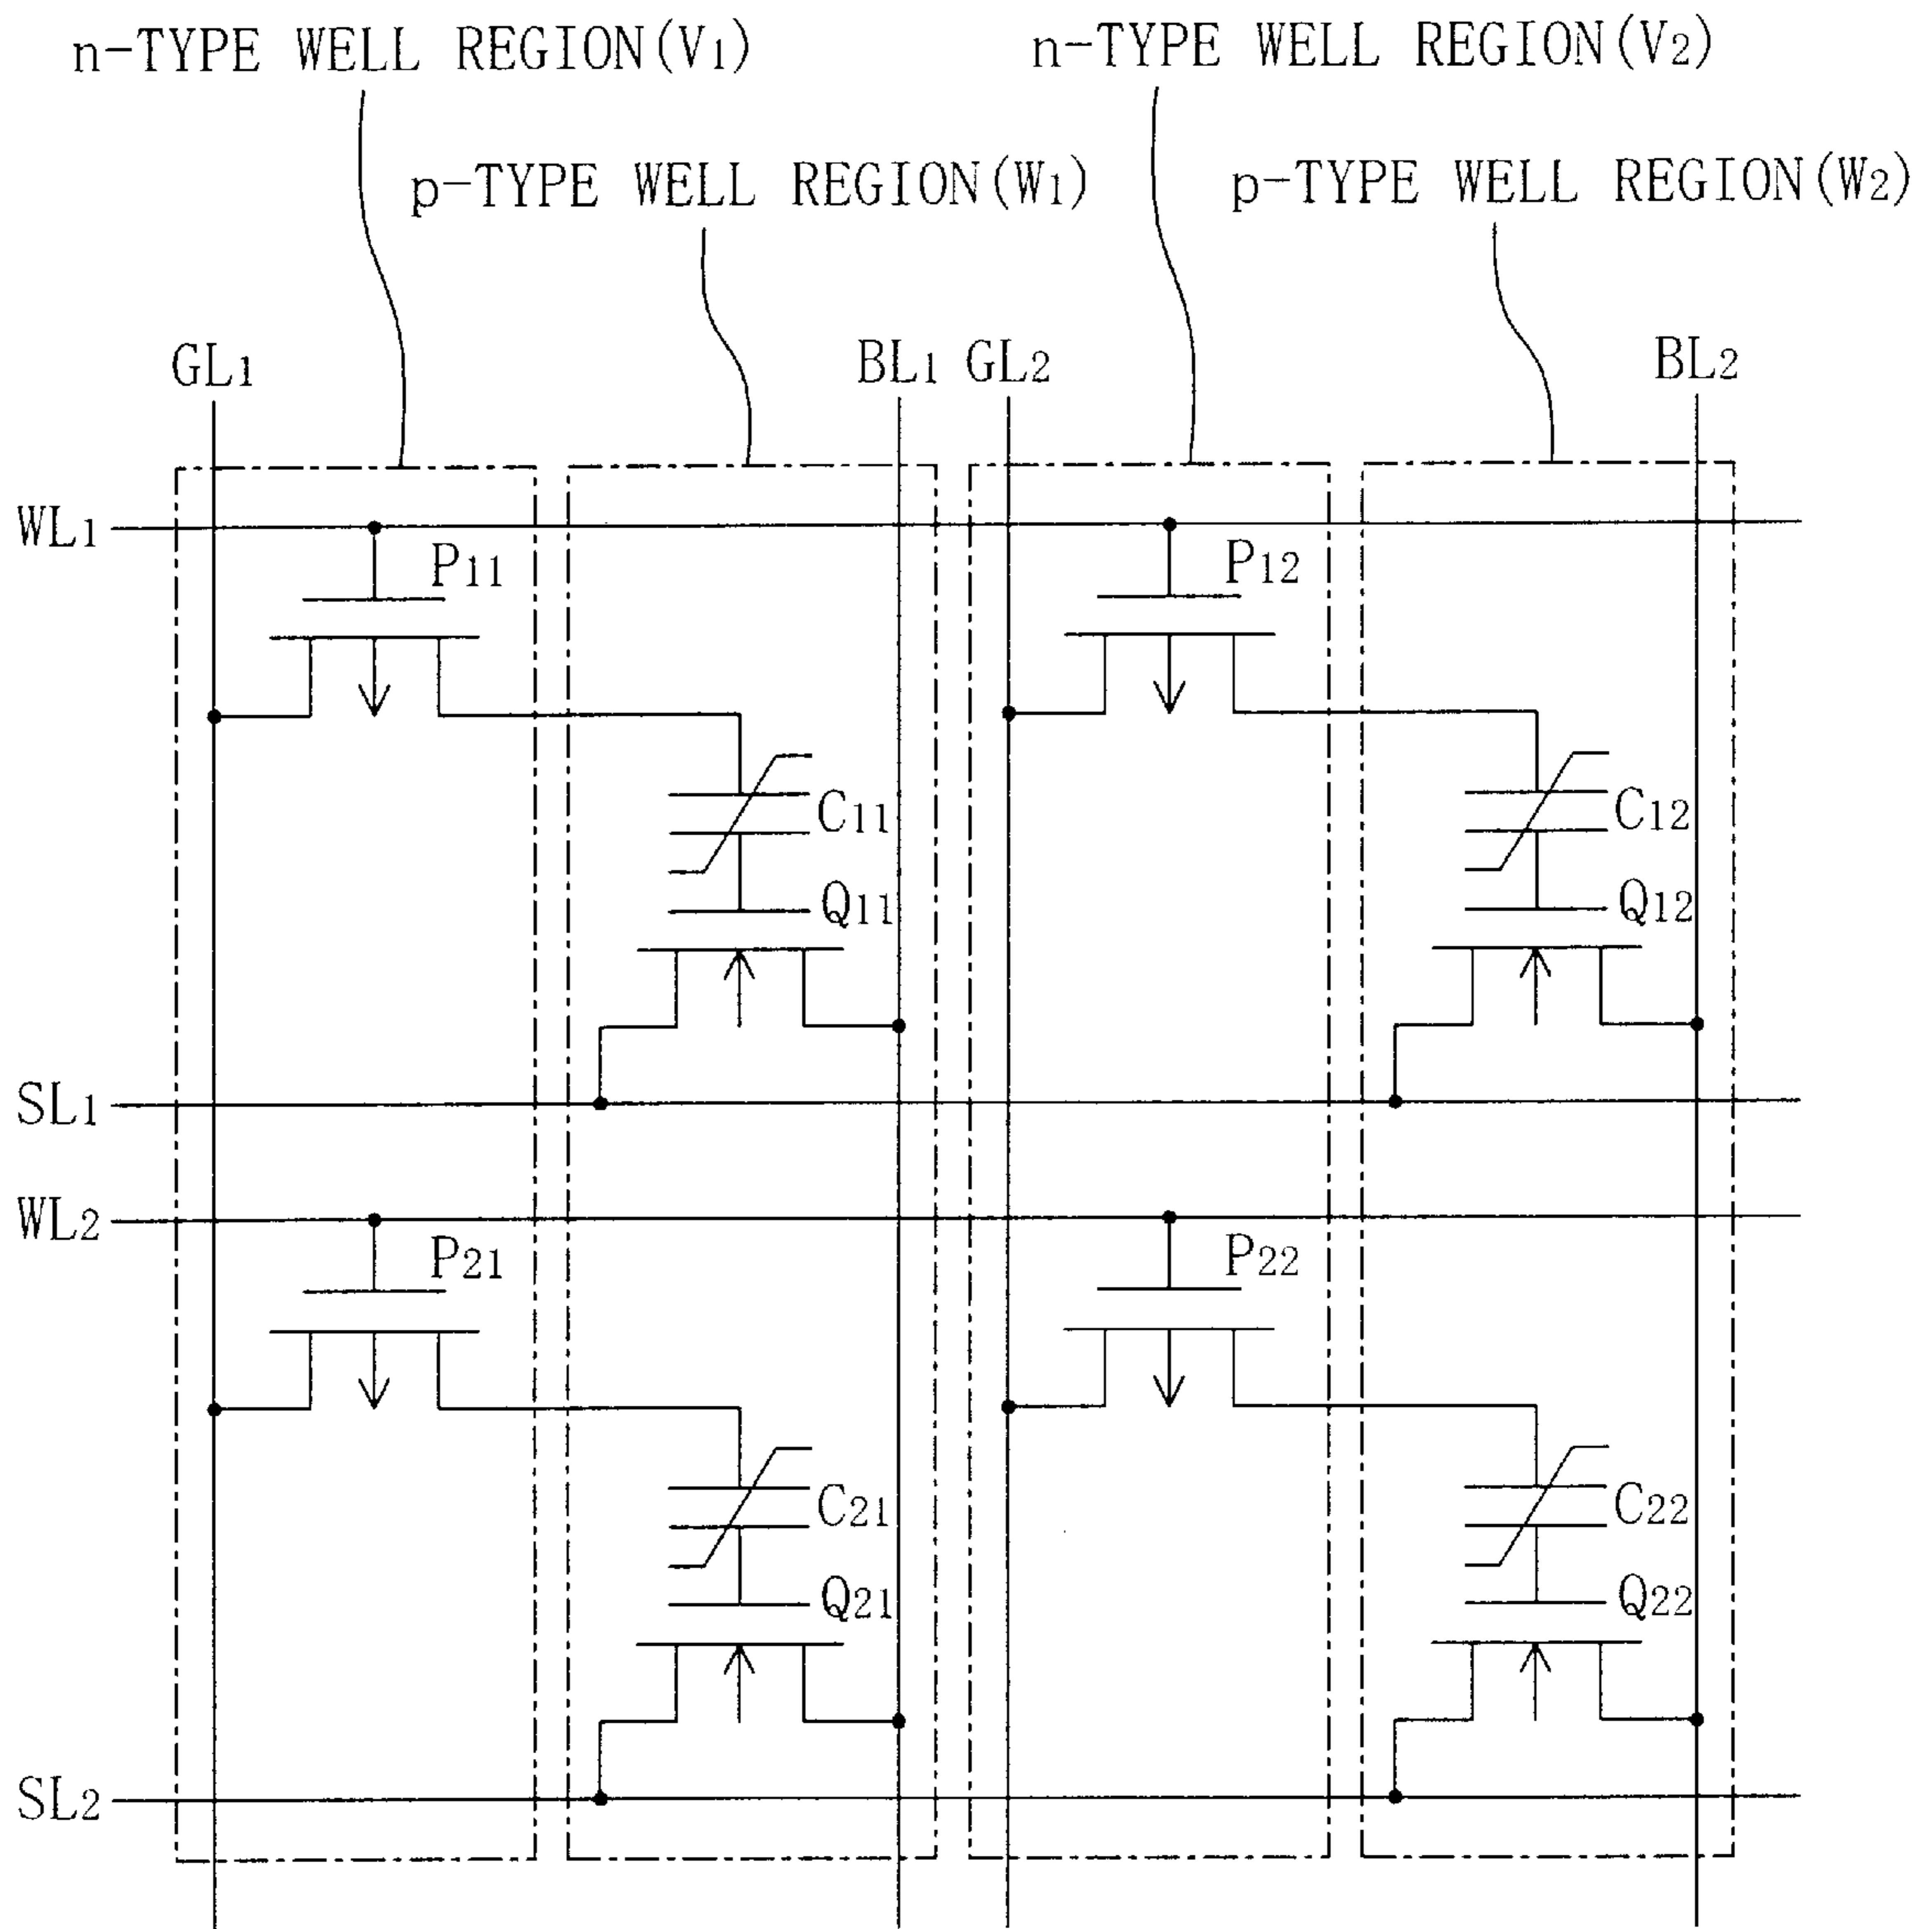 n-TYPE WELL REGION(V1)
n-TYPE WELL REGION(V2)
p-TYPE WELL REGION(W1)
p-TYPE WELL REGION(W2)
GL1
BL1
GL2
BL2
WL1
P11
P12
C11
C12
Q11
Q12
SL1
WL2
P21
P22
C21
C22
Q21
Q22
SL2